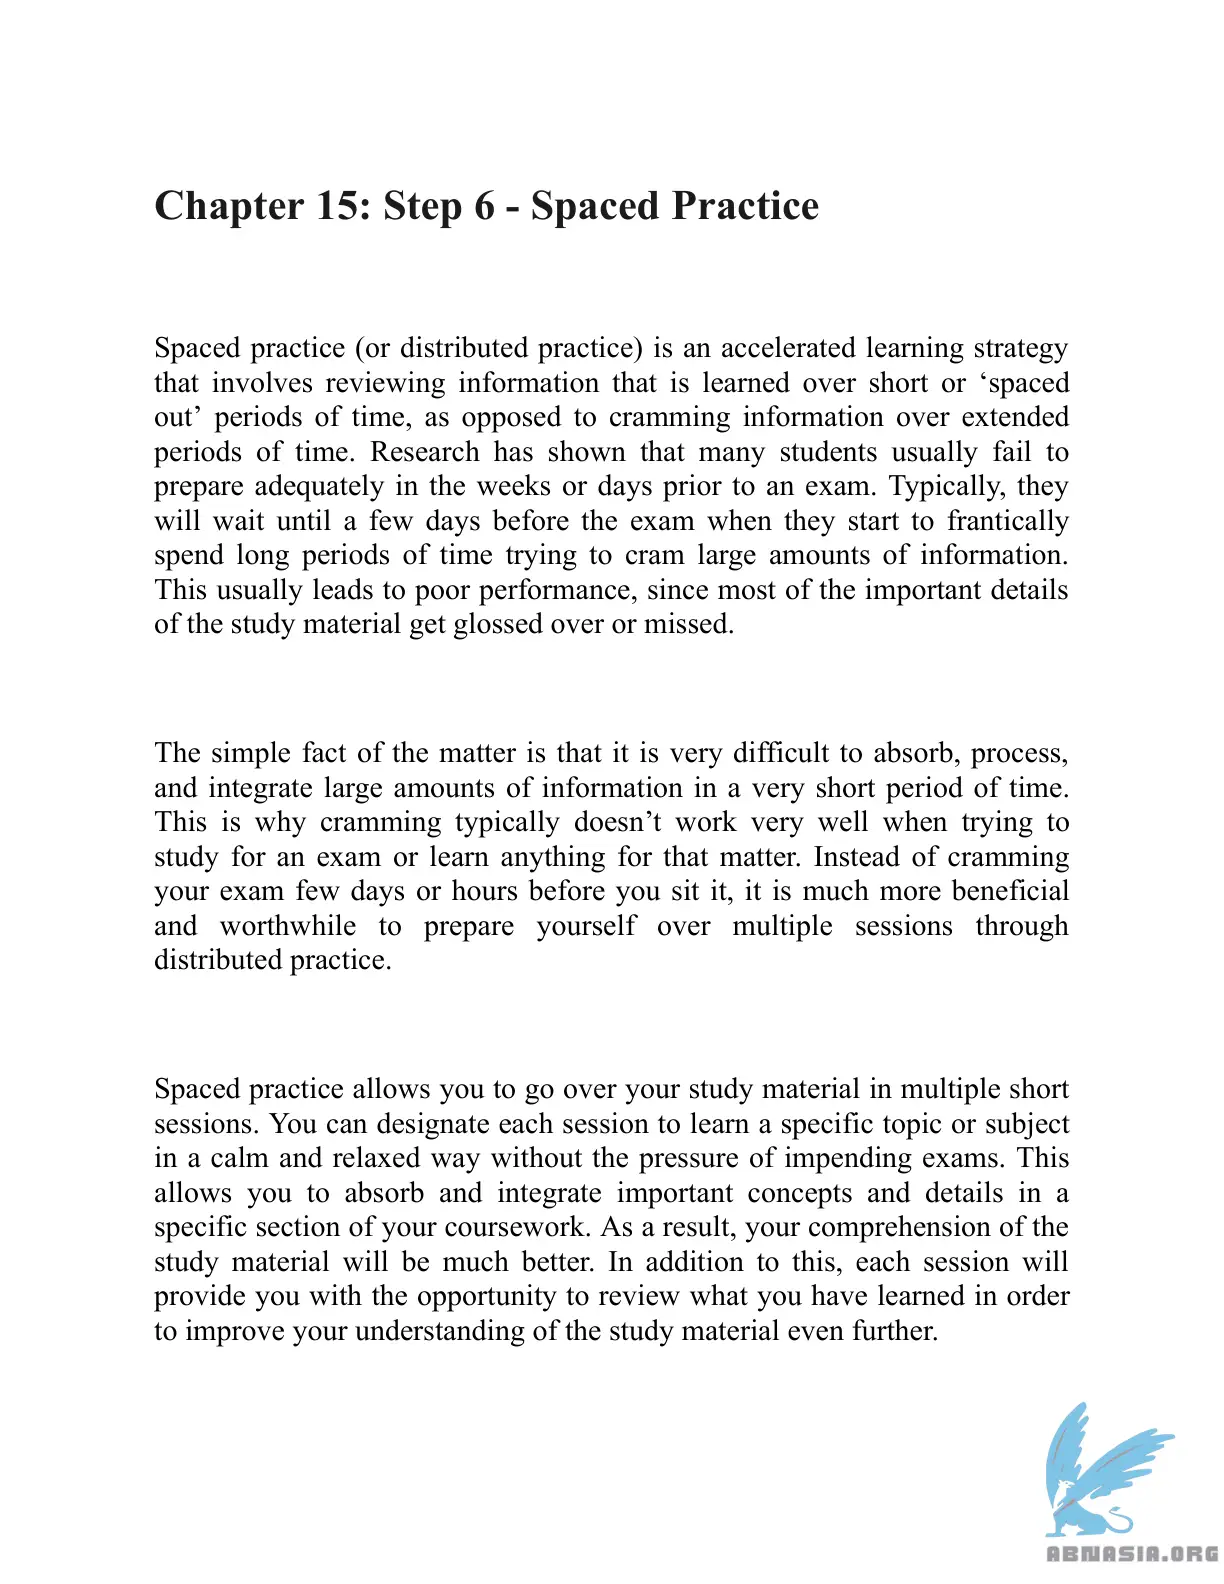 Chapter 15: Step 6 - Spaced Practice
Spaced practice (or distributed practice) is an accelerated learning strategy
that involves reviewing information that is learned over short or ‘spaced
out’ periods of time, as opposed to cramming information over extended
periods of time. Research has shown that many students usually fail to
prepare adequately in the weeks or days prior to an exam. Typically, they
will wait until a few days before the exam when they start to frantically
spend long periods of time trying to cram large amounts of information.
This usually leads to poor performance, since most of the important details
of the study material get glossed over or missed.
The simple fact of the matter is that it is very difficult to absorb, process,
and integrate large amounts of information in a very short period of time.
This is why cramming typically doesn’t work very well when trying to
study for an exam or learn anything for that matter. Instead of cramming
your exam few days or hours before you sit it, it is much more beneficial
and worthwhile to prepare yourself over multiple sessions through
distributed practice.
Spaced practice allows you to go over your study material in multiple short
sessions. You can designate each session to learn a specific topic or subject
in a calm and relaxed way without the pressure of impending exams. This
allows you to absorb and integrate important concepts and details in a
specific section of your coursework. As a result, your comprehension of the
study material will be much better. In addition to this, each session will
provide you with the opportunity to review what you have learned in order
to improve your understanding of the study material even further.
ABNASIA.ORG